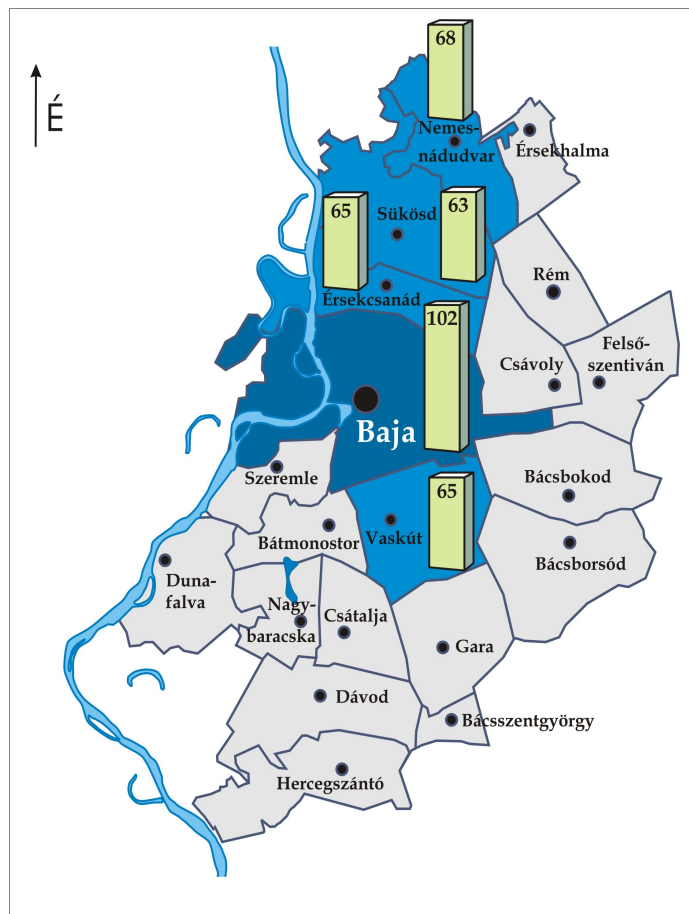 68
É
Nemes-
nádudvar
Érsekhalma
65
Sükösd
63
Rém
Érsekcsanád
102
Felső-
szentiván
Csávoly
Baja
Szeremle
65
Bácsbokod
Vaskút
Bátmonostor
Bácsborsód
Duna-
falva
Nagy-
baracska
Csátalja
Gara
Dávod
Bácsszentgyörgy
Hercegszántó